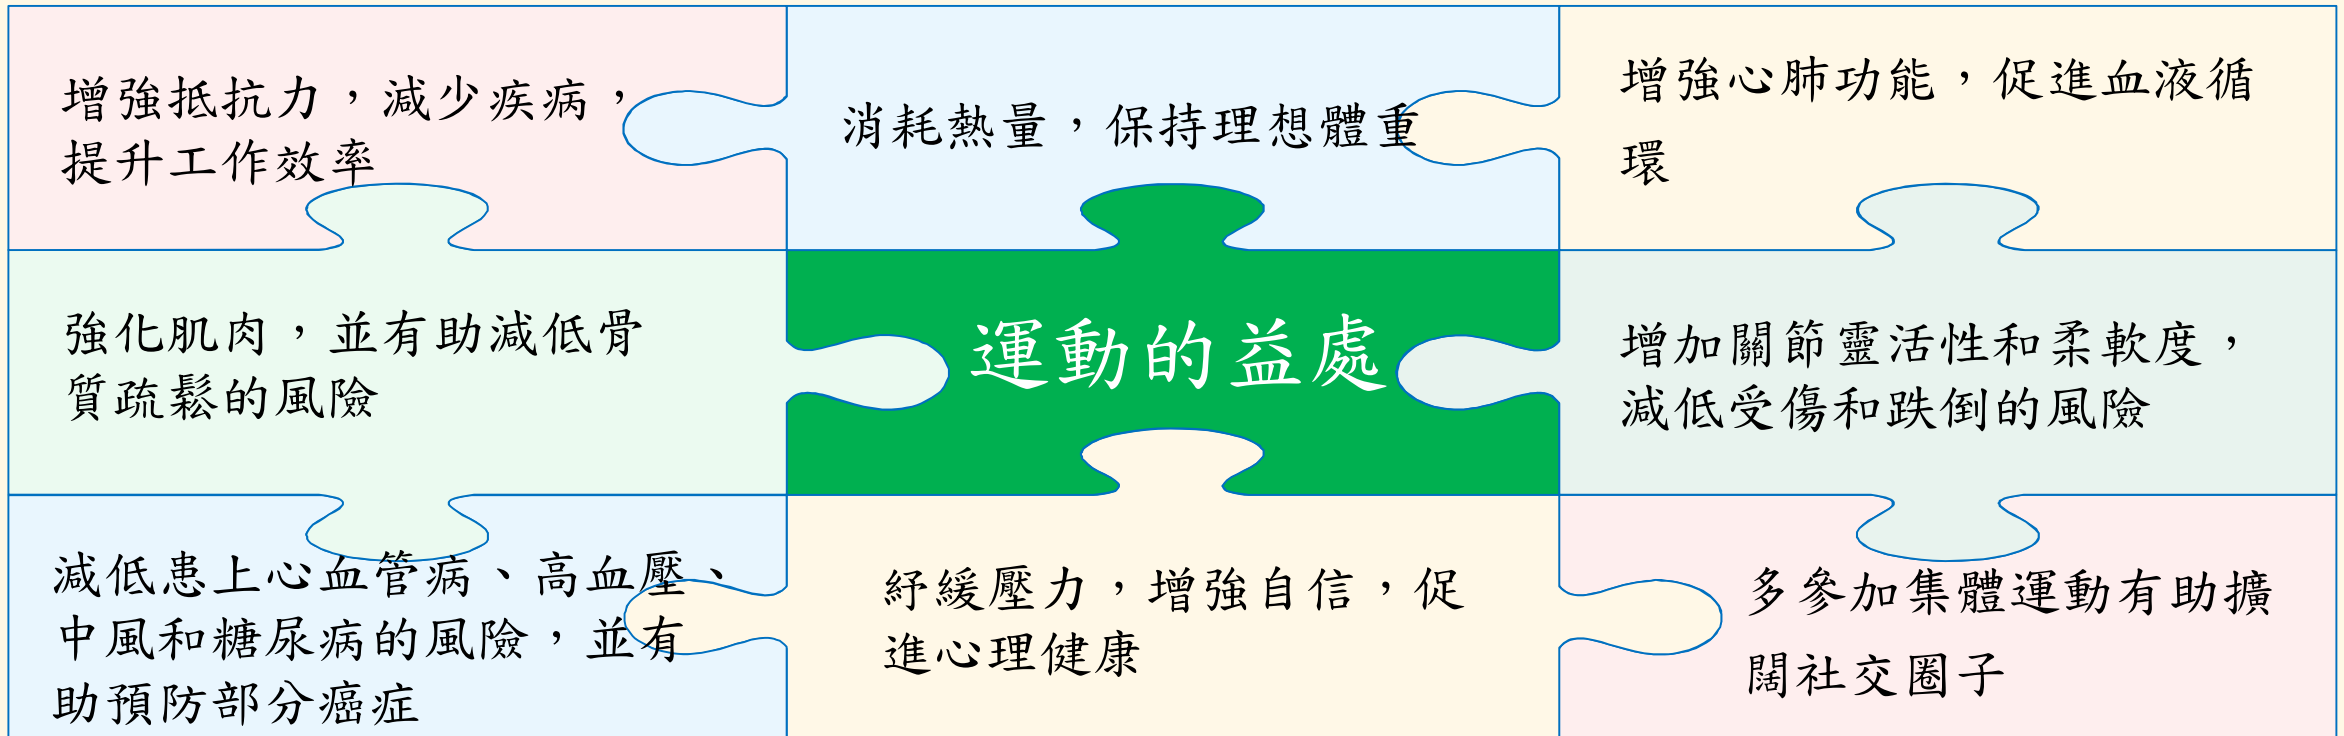 增強抵抗力，減少疾病，
提升工作效率
消耗熱量，保持理想體重
增強心肺功能，促進血液循
環
強化肌肉，並有助減低骨
質疏鬆的風險
運動的益處
增加關節靈活性和柔軟度，
減低受傷和跌倒的風險
減低患上心血管病、高血壓、
中風和糖尿病的風險，並有
助預防部分癌症
紓緩壓力，增強自信，促
進心理健康
多參加集體運動有助擴
闊社交圈子